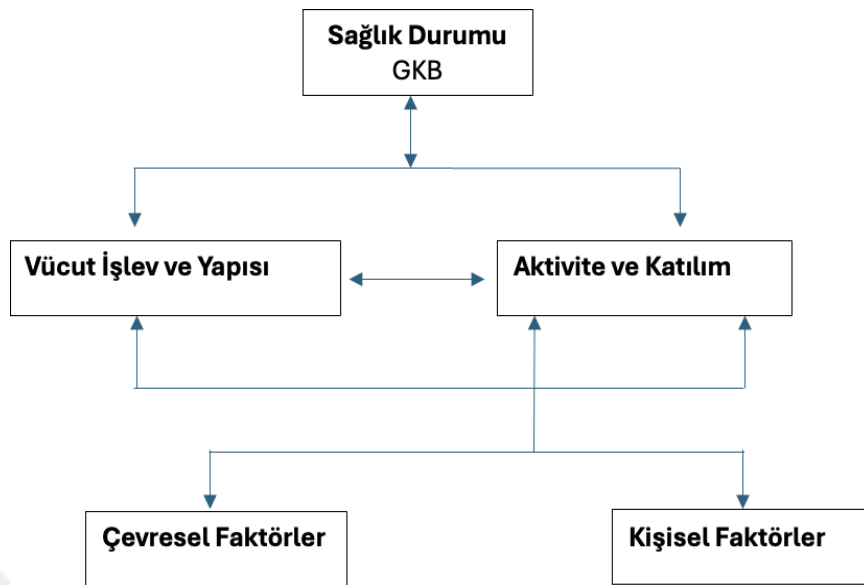 Sağlık Durumu
GKB
Vücut İşlev ve Yapısı
Aktivite ve Katılım
Çevresel Faktörler
Kişisel Faktörler